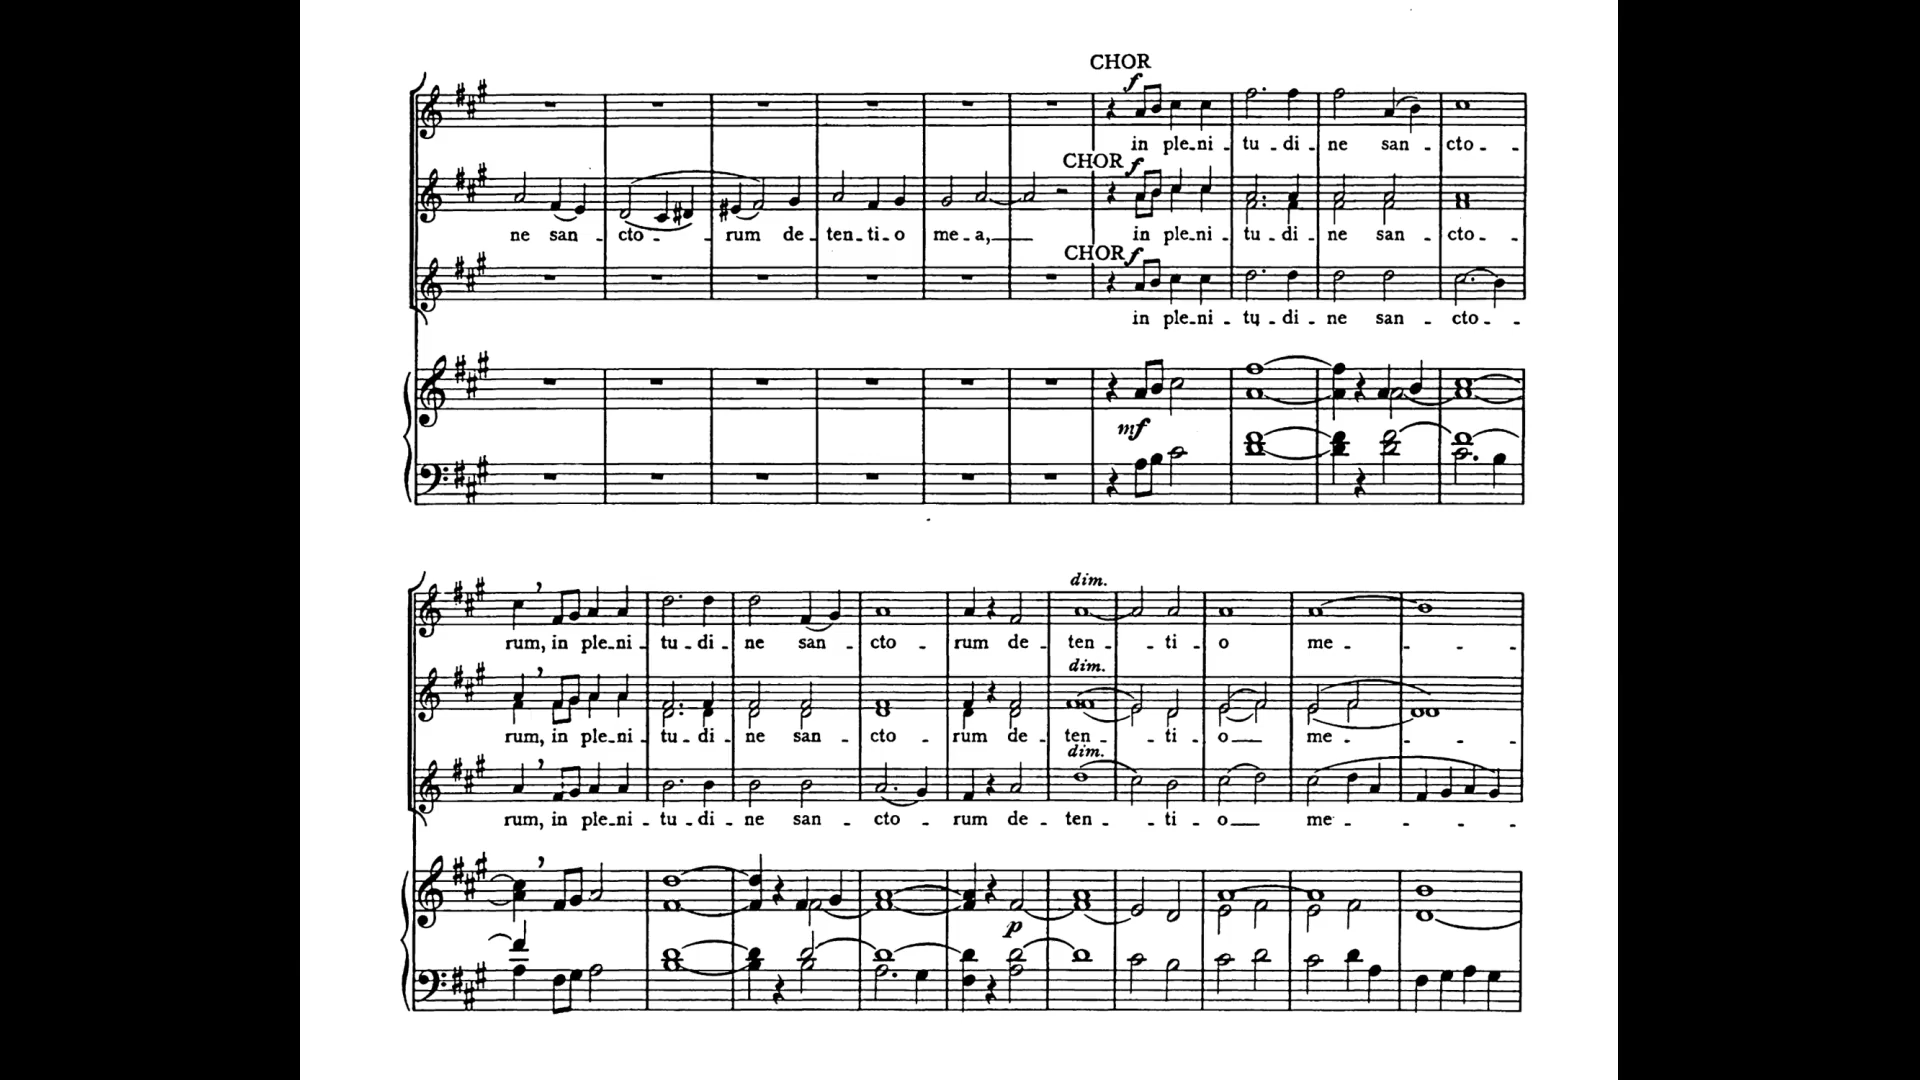 CHOR
f
in ple-ni-tu-di-ne san-cto-
CHOR f
ne san-cto-rum de-ten-ti-o me-a, in ple-ni-tu-di-ne san-cto-
CHOR f
in ple-ni-tu-di-ne san-cto-
mf
dim.
rum, in ple-ni-tu-di-ne san-cto-rum de-ten-ti-o me-
dim.
rum, in ple-ni-tu-di-ne san-cto-rum de-ten-ti-o me-
dim.
rum, in ple-ni-tu-di-ne san-cto-rum de-ten-ti-o me-
p